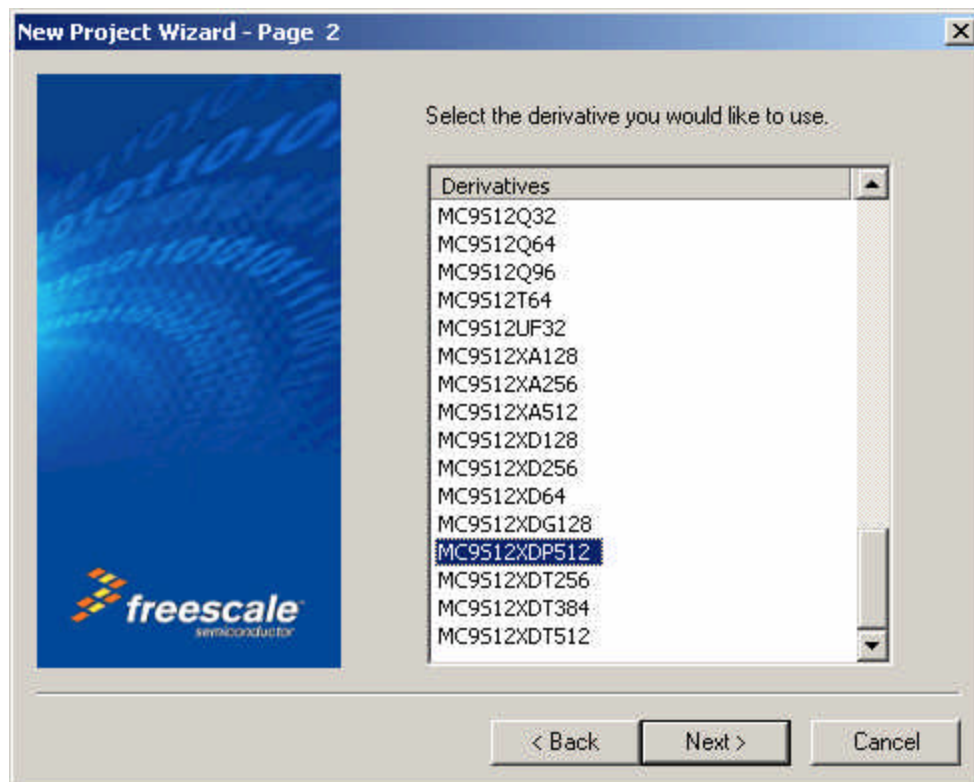 New Project Wizard - Page 2
Select the derivative you would like to use.
Derivatives
MC9S12Q32
MC9S12Q64
MC9S12Q96
MC9S12T64
MC9S12UF32
MC9S12XA128
MC9S12XA256
MC9S12XA512
MC9S12XD128
MC9S12XD256
MC9S12XD64
MC9S12XDG128
MC9S12XDP512
MC9S12XDT256
MC9S12XDT384
MC9S12XDT512
freescale
semiconductor
< Back
Next >
Cancel